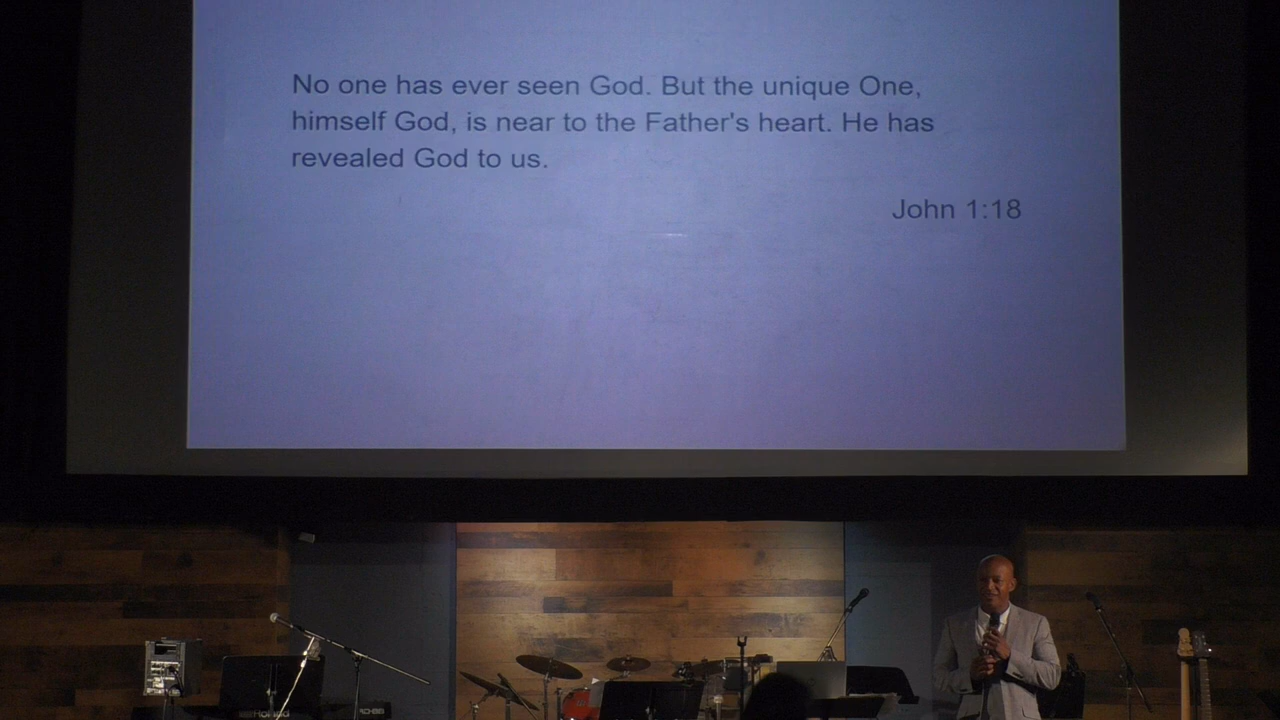 No one has ever seen God. But the unique One,
himself God, is near to the Father's heart. He has
revealed God to us.
John 1:18
Roland